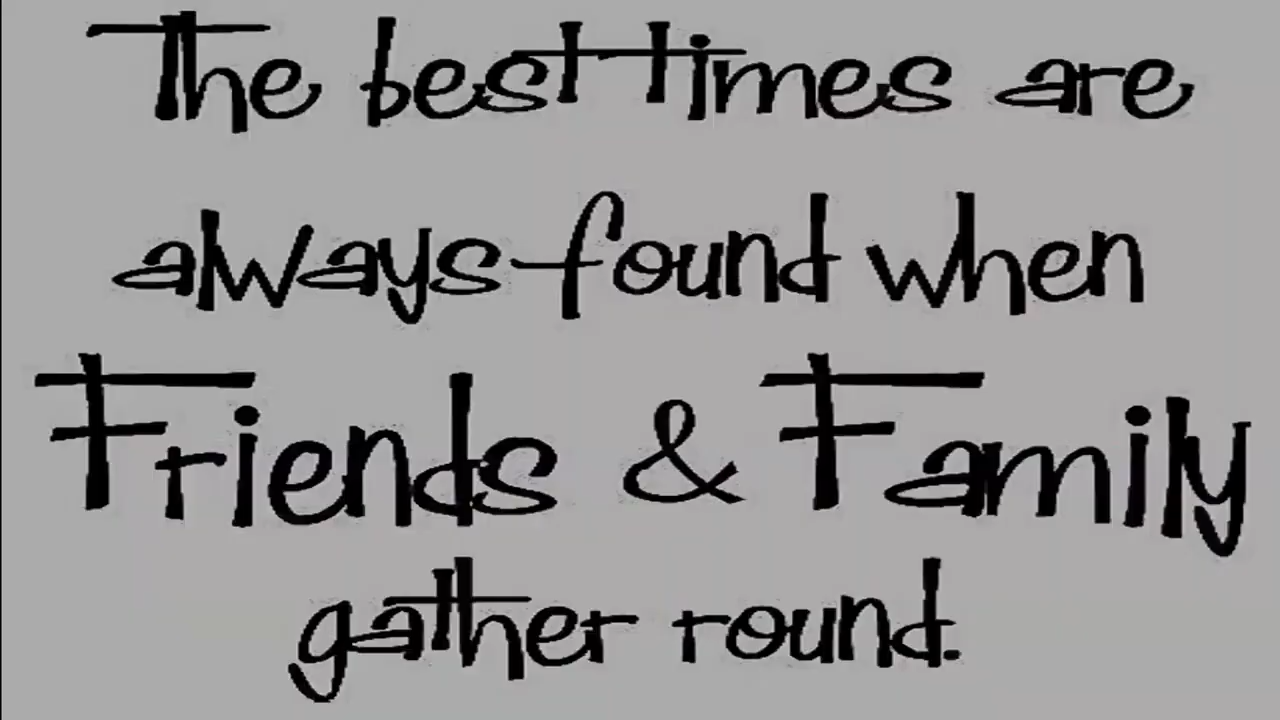 The best times are
always found when
Friends & Family
gather round.